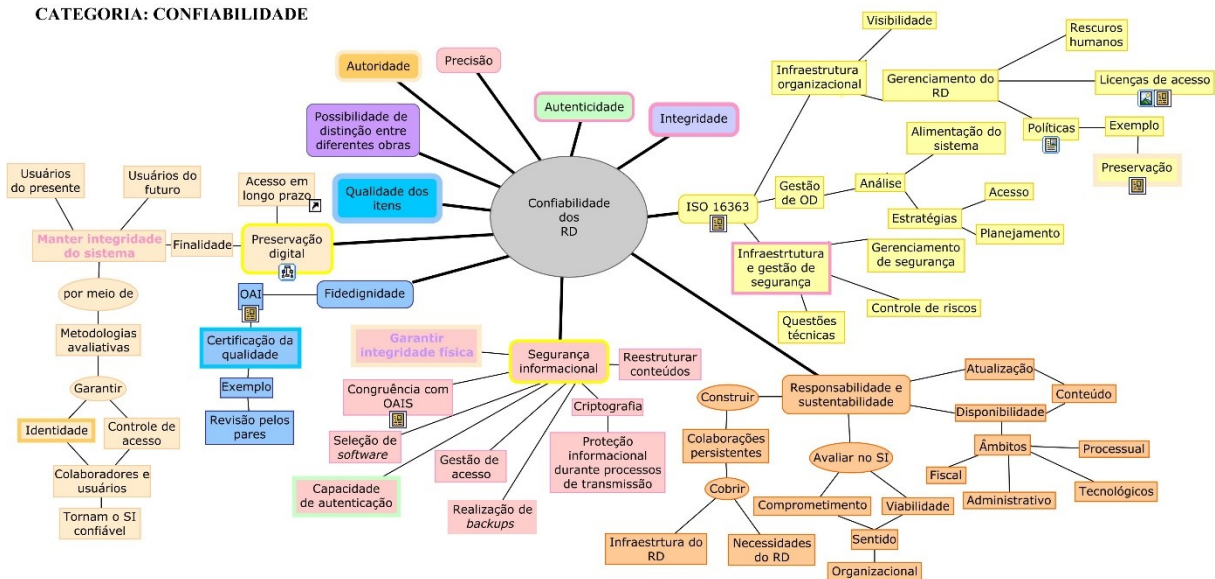 CATEGORIA: CONFIABILIDADE
Confiabilidade
dos
RD
Autoridade
Precisão
Autenticidade
Integridade
Possibilidade de
distinção entre
diferentes obras
Qualidade dos
itens
Usuários
do presente
Usuários do
futuro
Acesso em
longo prazo
Manter integridade
do sistema
Finalidade
Preservação
digital
por meio de
Metodologias
avaliativas
Garantir
Identidade
Controle de
acesso
Colaboradores e
usuários
Tornam o SI
confiável
OAI
Fidedignidade
Certificação da
qualidade
Exemplo
Revisão pelos
pares
Garantir
integridade física
Segurança
informacional
Reestruturar
conteúdos
Congruência com
OAIS
Seleção de
software
Capacidade
de autenticação
Gestão de
acesso
Realização de
backups
Criptografia
Proteção
informacional
durante processos
de transmissão
ISO 16363
Visibilidade
Infraestrutura
organizacional
Gerenciamento do
RD
Rescuros
humanos
Licenças de acesso
Políticas
Exemplo
Preservação
Gestão
de OD
Análise
Alimentação do
sistema
Estratégias
Acesso
Planejamento
Infraestrtutura
e gestão de
segurança
Gerenciamento
de segurança
Controle de riscos
Questões
técnicas
Responsabilidade e
sustentabilidade
Construir
Colaborações
persistentes
Cobrir
Infraestrtura do
RD
Necessidades
do RD
Avaliar no SI
Comprometimento
Viabilidade
Sentido
Organizacional
Atualização
Conteúdo
Disponibilidade
Âmbitos
Processual
Fiscal
Administrativo
Tecnológicos